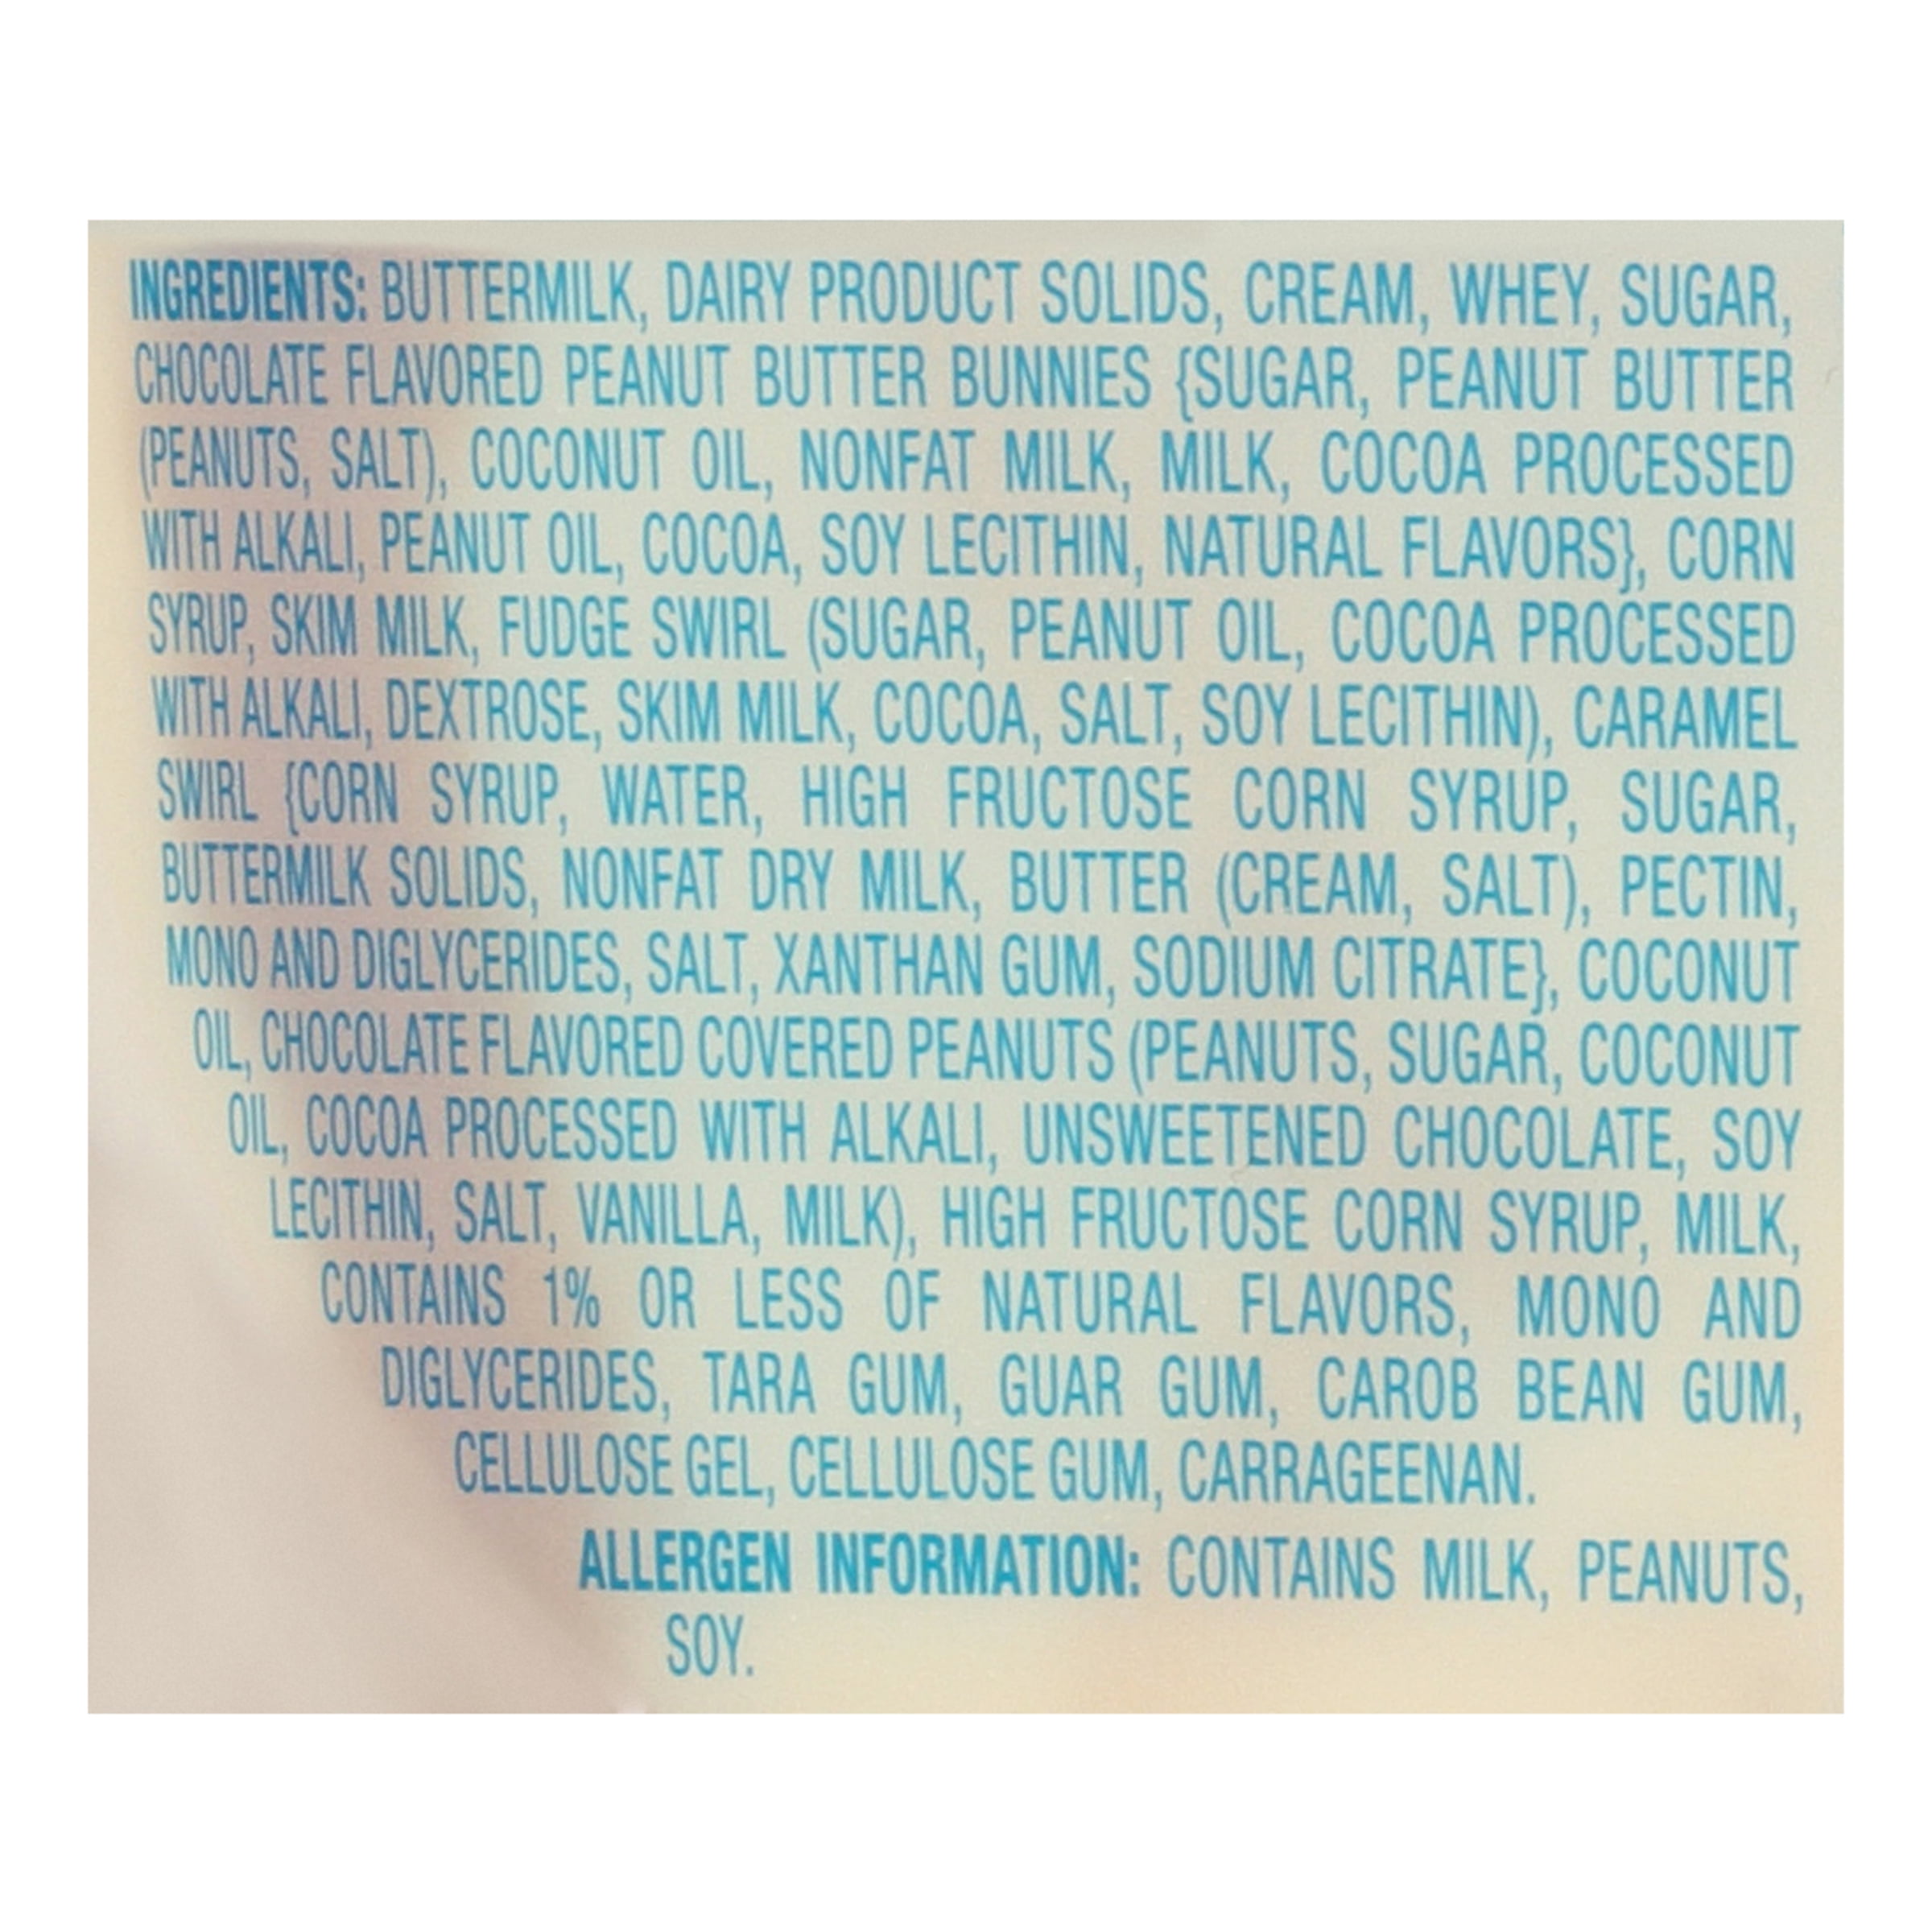 INGREDIENTS: BUTTERMILK, DAIRY PRODUCT SOLIDS, CREAM, WHEY, SUGAR,
CHOCOLATE FLAVORED PEANUT BUTTER BUNNIES {SUGAR, PEANUT BUTTER
(PEANUTS, SALT), COCONUT OIL, NONFAT MILK, MILK, COCOA PROCESSED
WITH ALKALI, PEANUT OIL, COCOA, SOY LECITHIN, NATURAL FLAVORS}, CORN
SYRUP, SKIM MILK, FUDGE SWIRL (SUGAR, PEANUT OIL, COCOA PROCESSED
WITH ALKALI, DEXTROSE, SKIM MILK, COCOA, SALT, SOY LECITHIN), CARAMEL
SWIRL {CORN SYRUP, WATER, HIGH FRUCTOSE CORN SYRUP, SUGAR,
BUTTERMILK SOLIDS, NONFAT DRY MILK, BUTTER (CREAM, SALT), PECTIN,
MONO AND DIGLYCERIDES, SALT, XANTHAN GUM, SODIUM CITRATE}, COCONUT
OIL, CHOCOLATE FLAVORED COVERED PEANUTS (PEANUTS, SUGAR, COCONUT
OIL, COCOA PROCESSED WITH ALKALI, UNSWEETENED CHOCOLATE, SOY
LECITHIN, SALT, VANILLA, MILK), HIGH FRUCTOSE CORN SYRUP, MILK,
CONTAINS 1% OR LESS OF NATURAL FLAVORS, MONO AND
DIGLYCERIDES, TARA GUM, GUAR GUM, CAROB BEAN GUM,
CELLULOSE GEL, CELLULOSE GUM, CARRAGEENAN.
ALLERGEN INFORMATION: CONTAINS MILK, PEANUTS,
SOY.